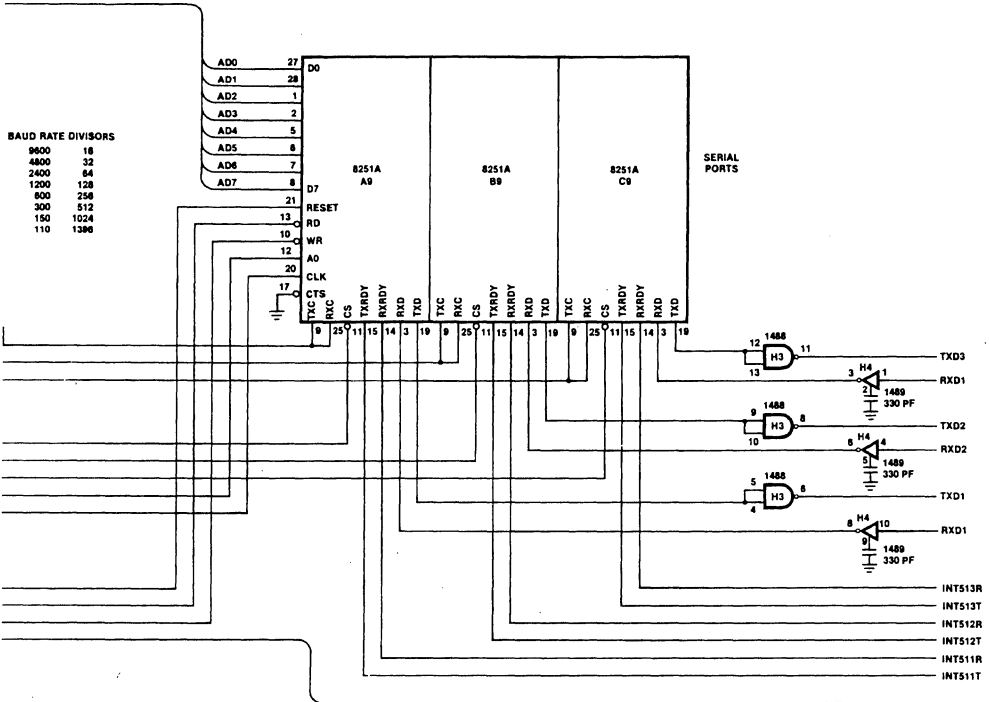 AD0 27 D0
AD1 28
AD2 1
AD3 2
AD4 5
AD5 6
AD6 7
AD7 8 D7
21 RESET
13 RD
10 WR
12 A0
20 CLK
17 CTS
BAUD RATE DIVISORS
9600 16
4800 32
2400 64
1200 128
600 256
300 512
150 1024
110 1396
8251A
A9
8251A
B9
8251A
C9
SERIAL
PORTS
TXC RXC CS TXRDY RXRDY RXD TXD TXC RXC CS TXRDY RXRDY RXD TXD TXC RXC CS TXRDY RXRDY RXD TXD
9 25 11 15 14 3 19 9 25 11 15 14 3 19 9 25 11 15 14 3 19
1488
12 H3 11 TXD3
13
H4
3 1 RXD1
2 1489
330 PF
1488
9 H3 8 TXD2
10
H4
6 4 RXD2
5 1489
330 PF
1488
5 H3 6 TXD1
4
H4
8 10 RXD1
9 1489
330 PF
INT513R
INT513T
INT512R
INT512T
INT511R
INT511T